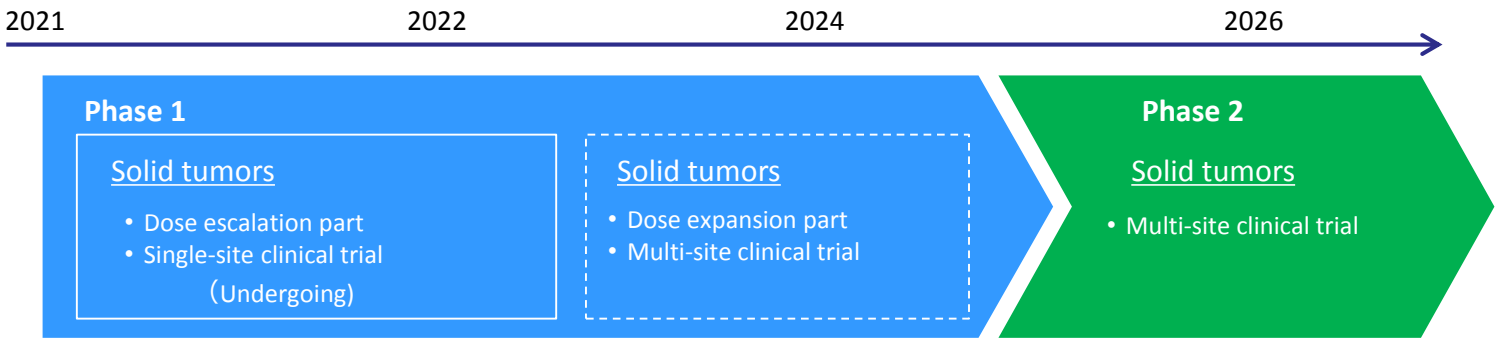 2021 2022 2024 2026
Phase 1
Solid tumors
• Dose escalation part
• Single-site clinical trial
（Undergoing)
Solid tumors
• Dose expansion part
• Multi-site clinical trial
Phase 2
Solid tumors
• Multi-site clinical trial